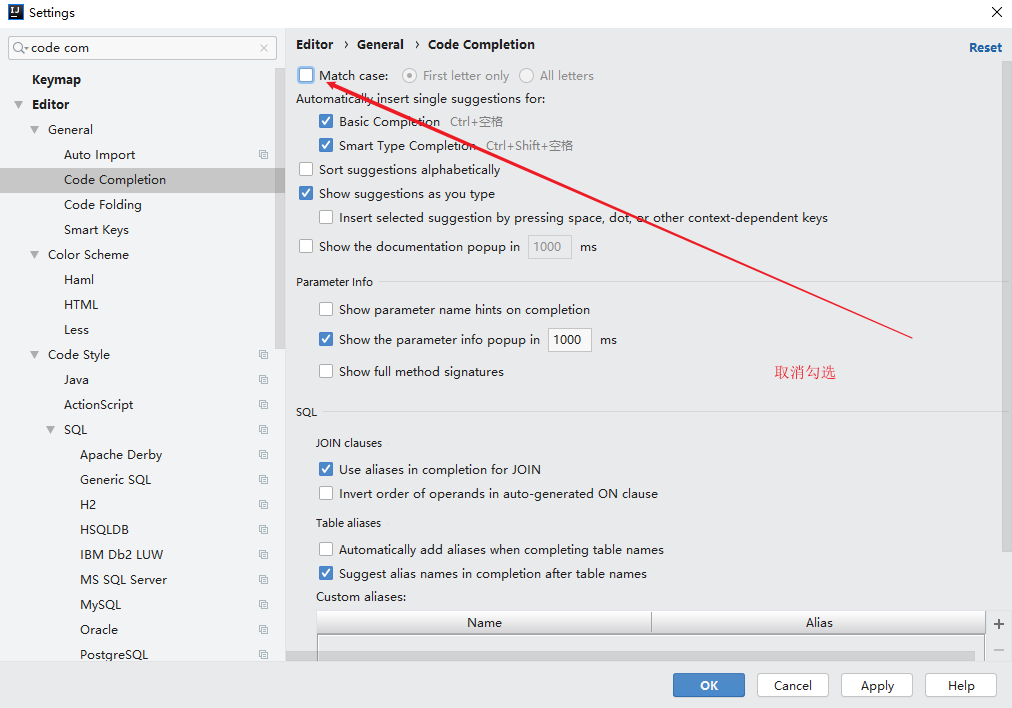 Settings
code com
Keymap
Editor
General
Auto Import
Code Completion
Code Folding
Smart Keys
Color Scheme
Haml
HTML
Less
Code Style
Java
ActionScript
SQL
Apache Derby
Generic SQL
H2
HSQLDB
IBM Db2 LUW
MS SQL Server
MySQL
Oracle
PostgreSQL
Editor › General › Code Completion
Reset
Match case: First letter only All letters
Automatically insert single suggestions for:
Basic Completion Ctrl+空格
Smart Type Completion Ctrl+Shift+空格
Sort suggestions alphabetically
Show suggestions as you type
Insert selected suggestion by pressing space, dot, or other context-dependent keys
Show the documentation popup in 1000 ms
Parameter Info
Show parameter name hints on completion
Show the parameter info popup in 1000 ms
Show full method signatures
取消勾选
SQL
JOIN clauses
Use aliases in completion for JOIN
Invert order of operands in auto-generated ON clause
Table aliases
Automatically add aliases when completing table names
Suggest alias names in completion after table names
Custom aliases:
Name Alias
OK Cancel Apply Help